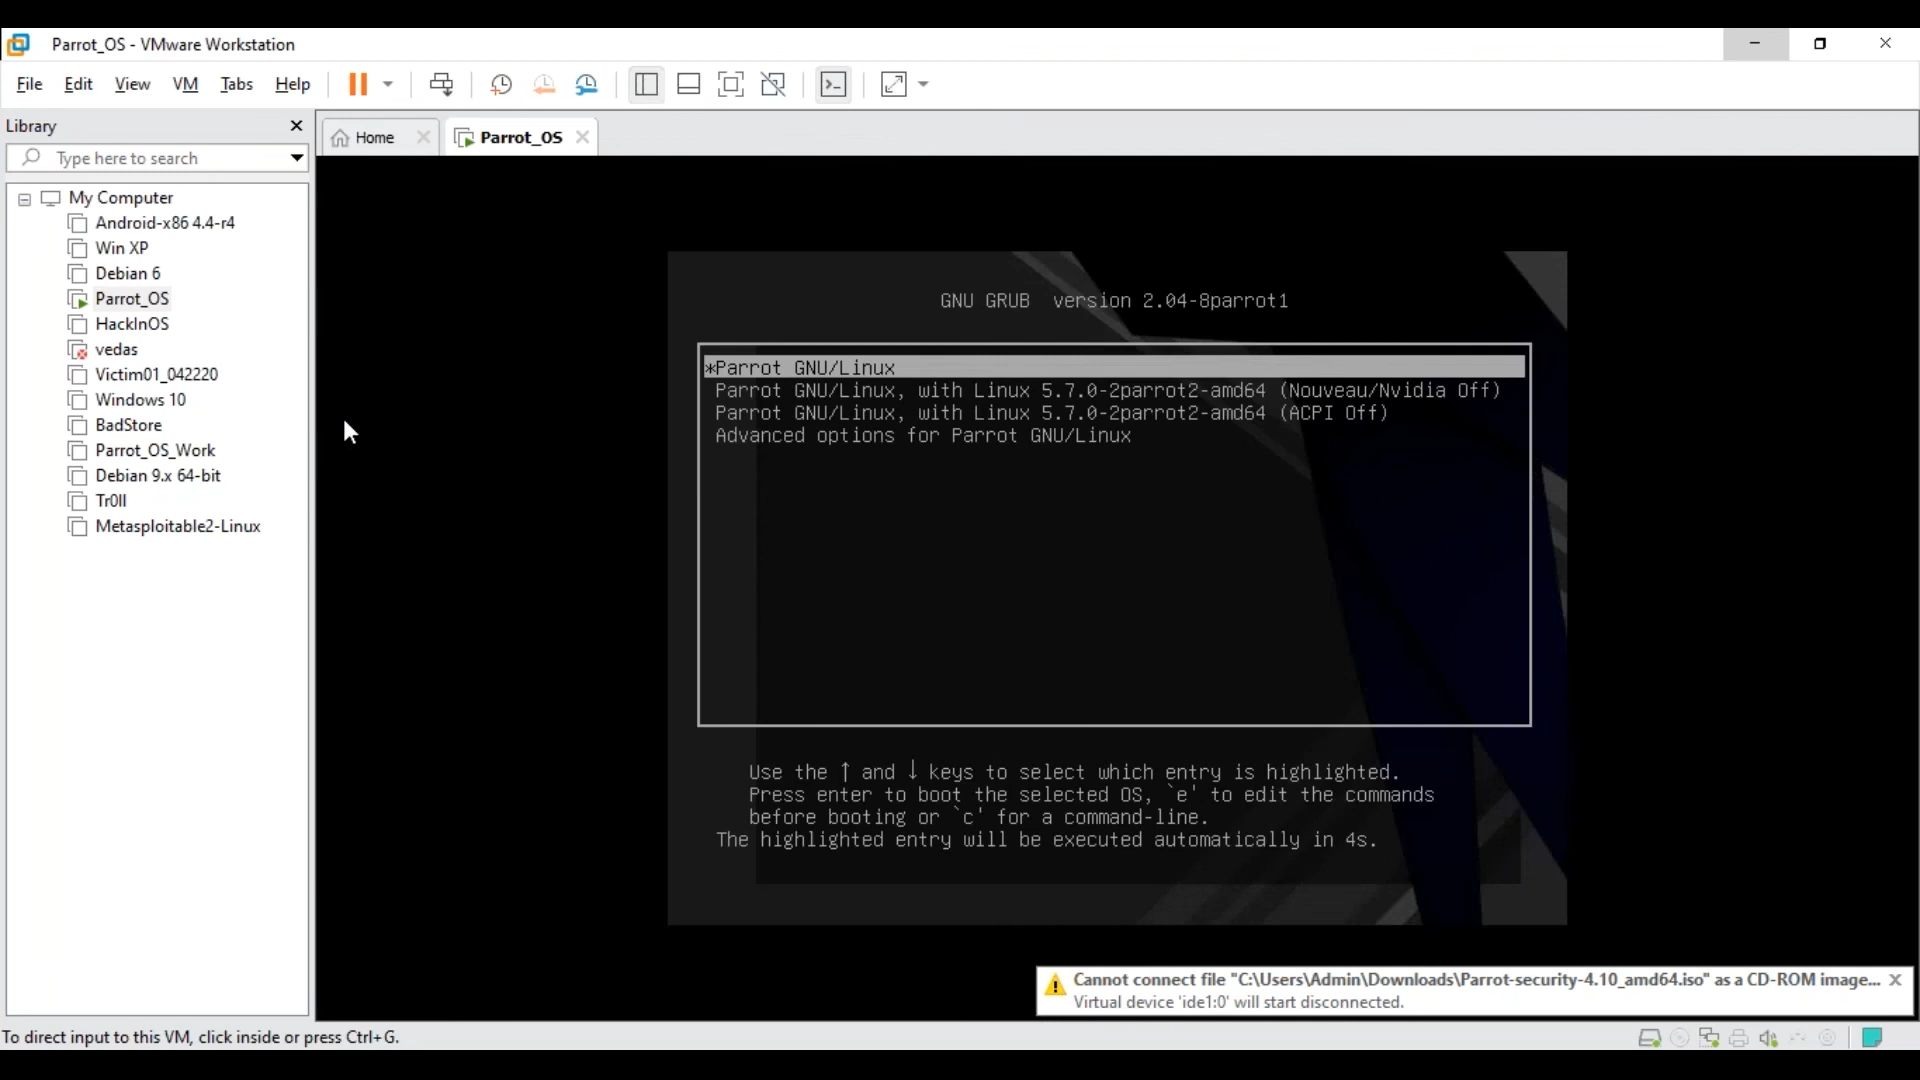 Parrot_OS - VMware Workstation
File Edit View VM Tabs Help
Library
Type here to search
My Computer
Android-x86 4.4-r4
Win XP
Debian 6
Parrot_OS
HackInOS
vedas
Victim01_042220
Windows 10
BadStore
Parrot_OS_Work
Debian 9.x 64-bit
Tr0ll
Metasploitable2-Linux
Home
Parrot_OS
GNU GRUB version 2.04-8parrot1
*Parrot GNU/Linux
Parrot GNU/Linux, with Linux 5.7.0-2parrot2-amd64 (Nouveau/Nvidia Off)
Parrot GNU/Linux, with Linux 5.7.0-2parrot2-amd64 (ACPI Off)
Advanced options for Parrot GNU/Linux
Use the ↑ and ↓ keys to select which entry is highlighted.
Press enter to boot the selected OS, `e' to edit the commands
before booting or `c' for a command-line.
The highlighted entry will be executed automatically in 4s.
Cannot connect file "C:\Users\Admin\Downloads\Parrot-security-4.10_amd64.iso" as a CD-ROM image...
Virtual device 'ide1:0' will start disconnected.
To direct input to this VM, click inside or press Ctrl+G.